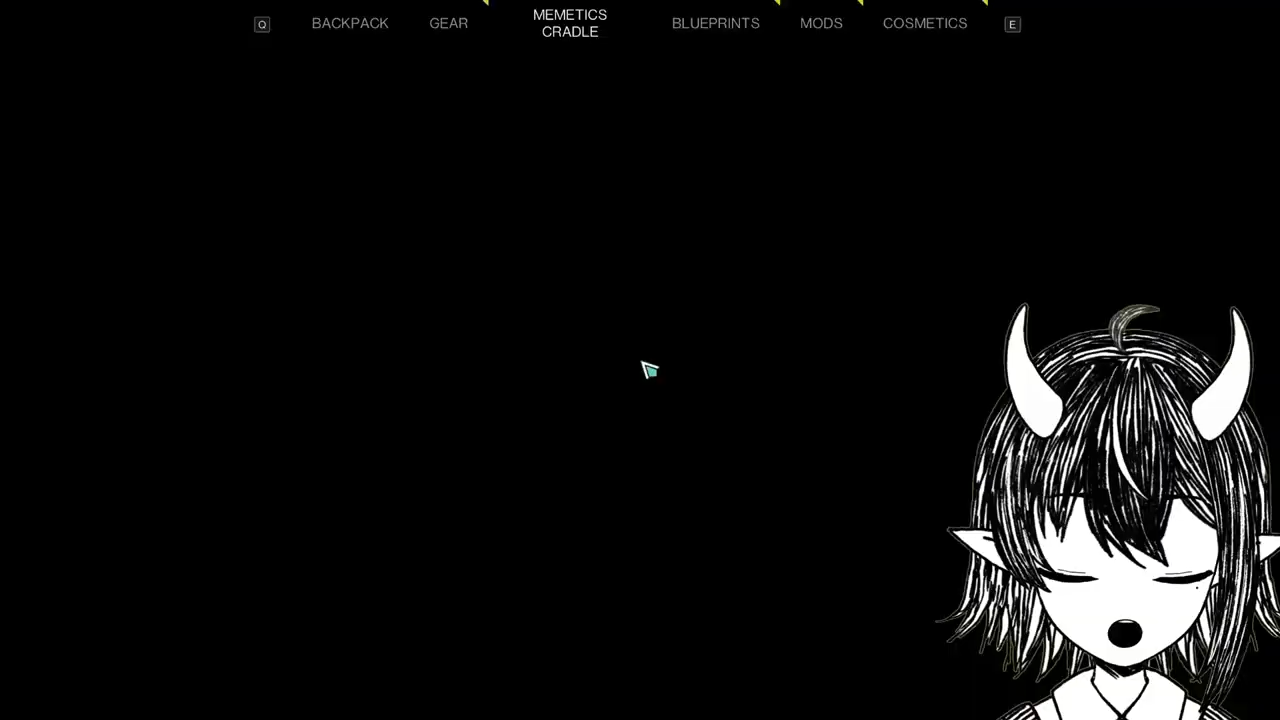 Q
BACKPACK
GEAR
MEMETICS
CRADLE
BLUEPRINTS
MODS
COSMETICS
E